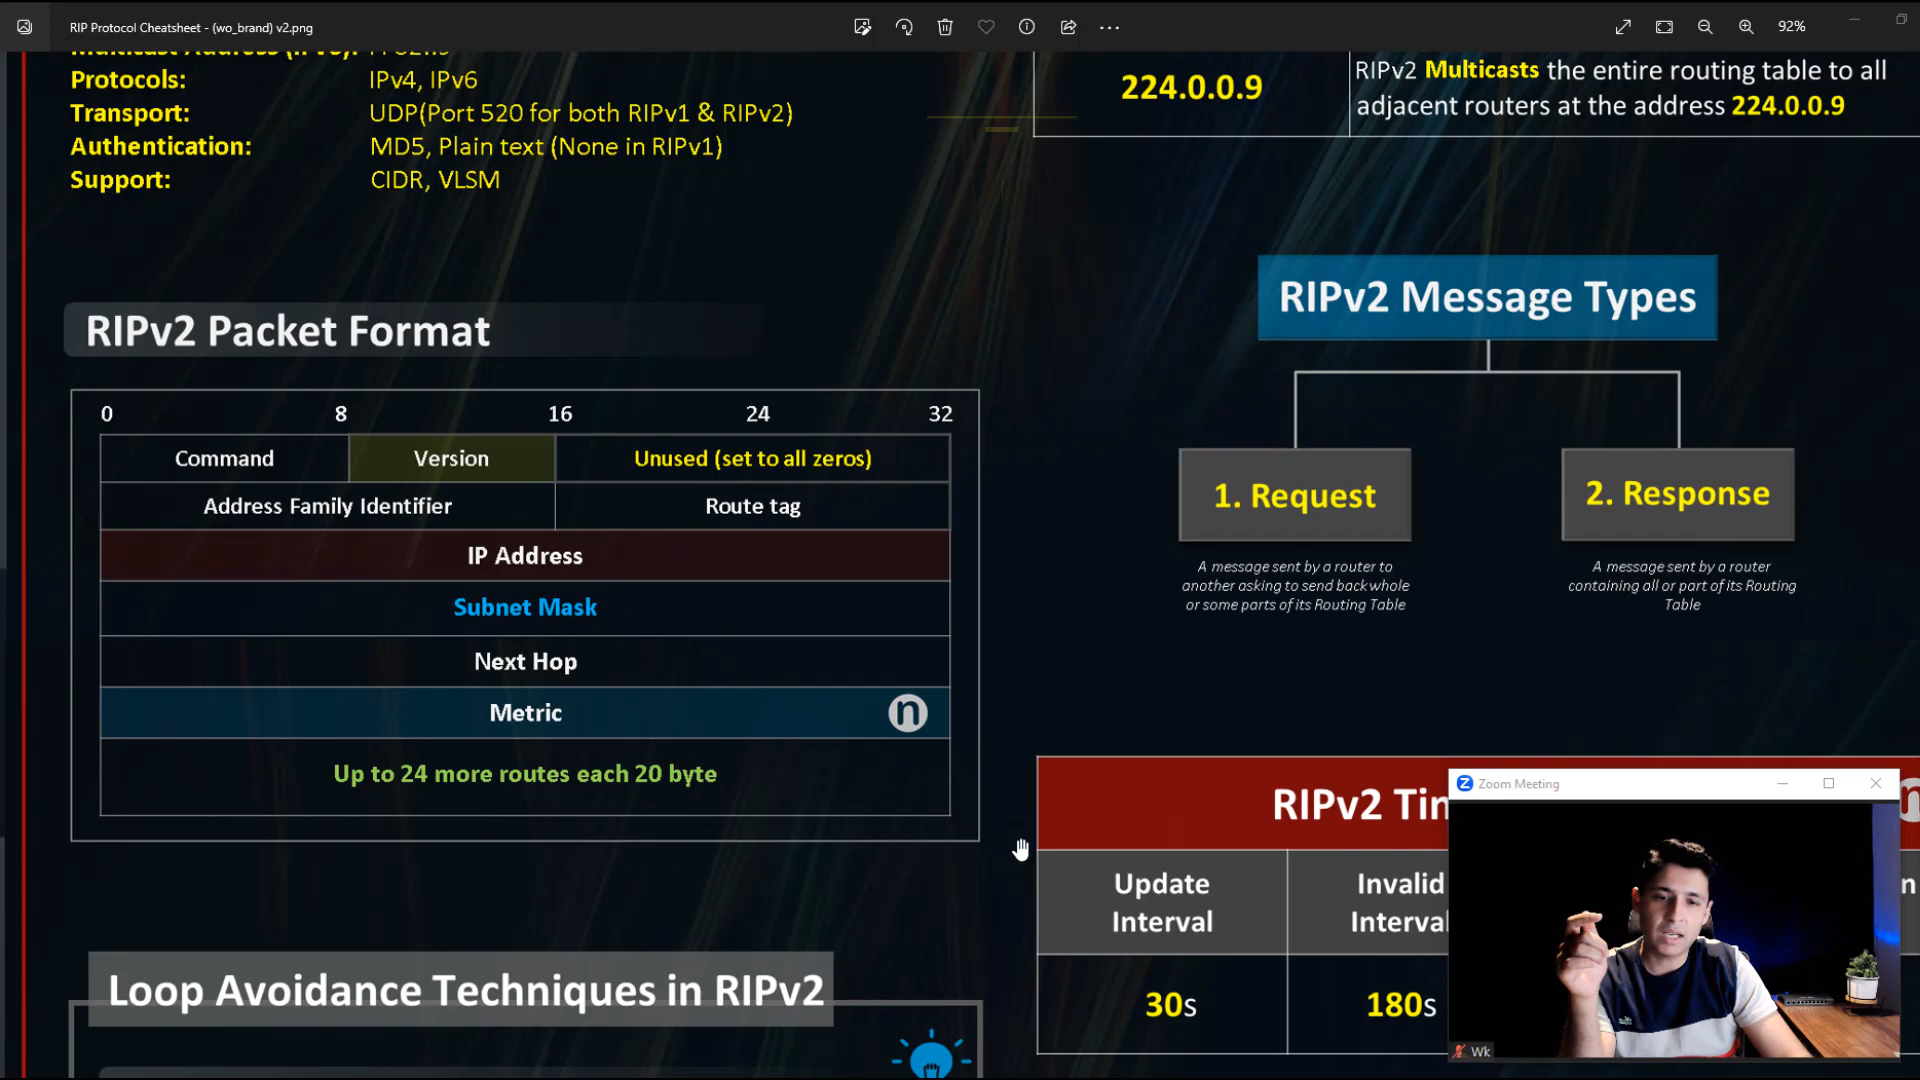 RIP Protocol Cheatsheet - (wo_brand) v2.png
92%
Protocols: IPv4, IPv6
Transport: UDP(Port 520 for both RIPv1 & RIPv2)
Authentication: MD5, Plain text (None in RIPv1)
Support: CIDR, VLSM
224.0.0.9
RIPv2 Multicasts the entire routing table to all
adjacent routers at the address 224.0.0.9
RIPv2 Packet Format
0 8 16 24 32
Command Version Unused (set to all zeros)
Address Family Identifier Route tag
IP Address
Subnet Mask
Next Hop
Metric
n
Up to 24 more routes each 20 byte
RIPv2 Message Types
1. Request
A message sent by a router to
another asking to send back whole
or some parts of its Routing Table
2. Response
A message sent by a router
containing all or part of its Routing
Table
RIPv2
Update
Interval
Invalid
Interval
30s
180s
Zoom Meeting
Wk
Loop Avoidance Techniques in RIPv2